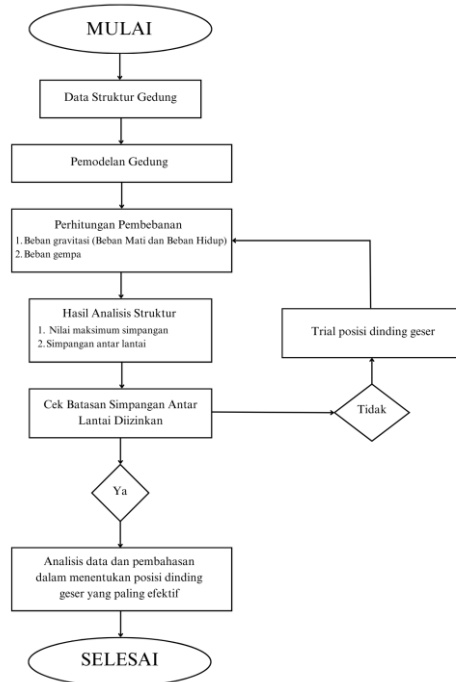 MULAI
Data Struktur Gedung
Pemodelan Gedung
Perhitungan Pembebanan
1. Beban gravitasi (Beban Mati dan Beban Hidup)
2. Beban gempa
Hasil Analisis Struktur
1. Nilai maksimum simpangan
2. Simpangan antar lantai
Trial posisi dinding geser
Cek Batasan Simpangan Antar
Lantai Diizinkan
Tidak
Ya
Analisis data dan pembahasan
dalam menentukan posisi dinding
geser yang paling efektif
SELESAI